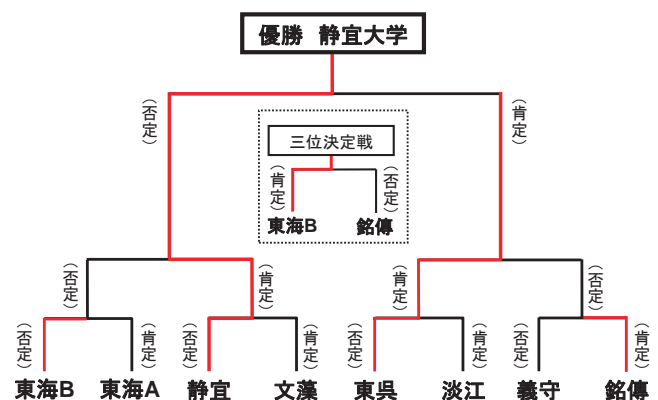 優勝 静宜大学
(否定)
(肯定)
三位決定戦
(肯定)
(否定)
東海B
銘傳
(否定)
(肯定)
(肯定)
(否定)
(否定)
(肯定)
(否定)
(肯定)
(否定)
(肯定)
(否定)
(肯定)
東海B 東海A 静宜 文藻 東呉 淡江 義守 銘傳